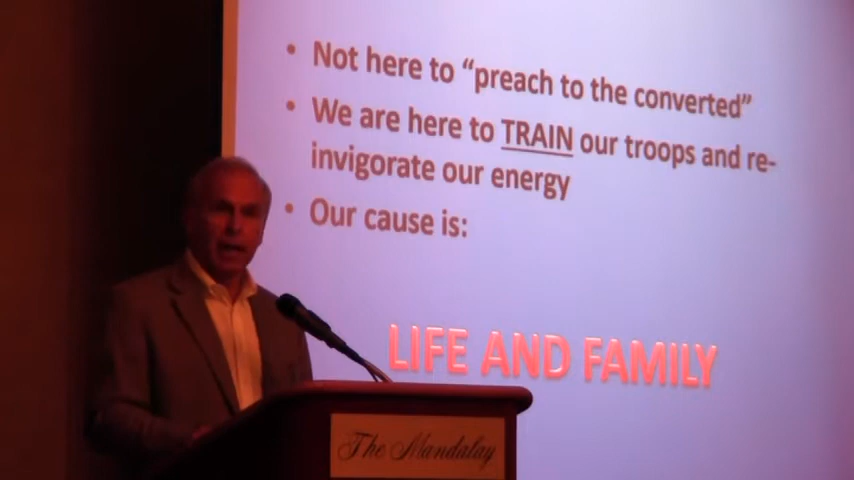 • Not here to “preach to the converted”
• We are here to TRAIN our troops and re-
invigorate our energy
• Our cause is:
LIFE AND FAMILY
The Mandalay